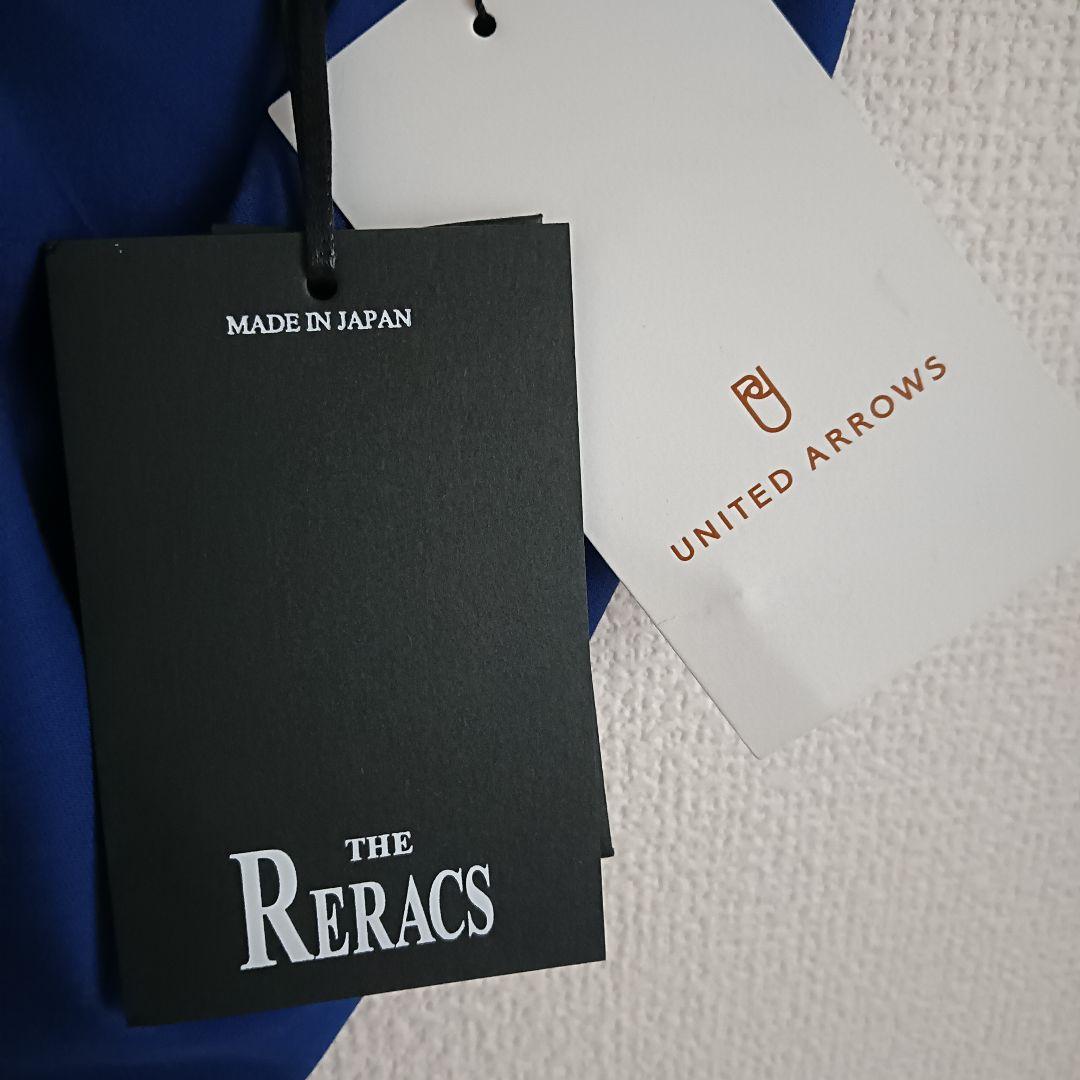 MADE IN JAPAN
THE
RERACS
UNITED ARROWS